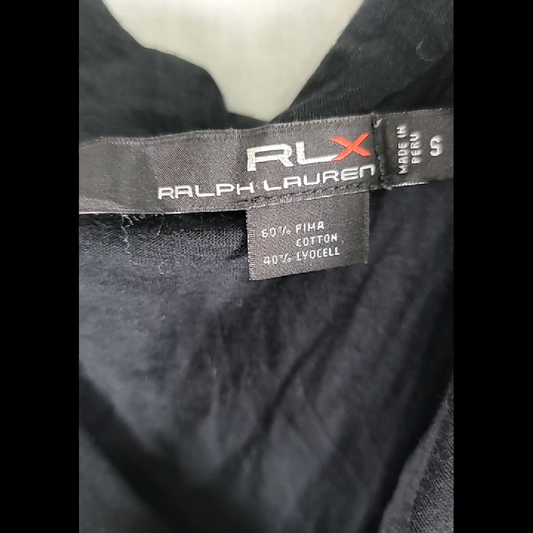 RLX
RALPH LAUREN
MADE IN
PERU
S
60% PIMA
COTTON
40% LYOCELL